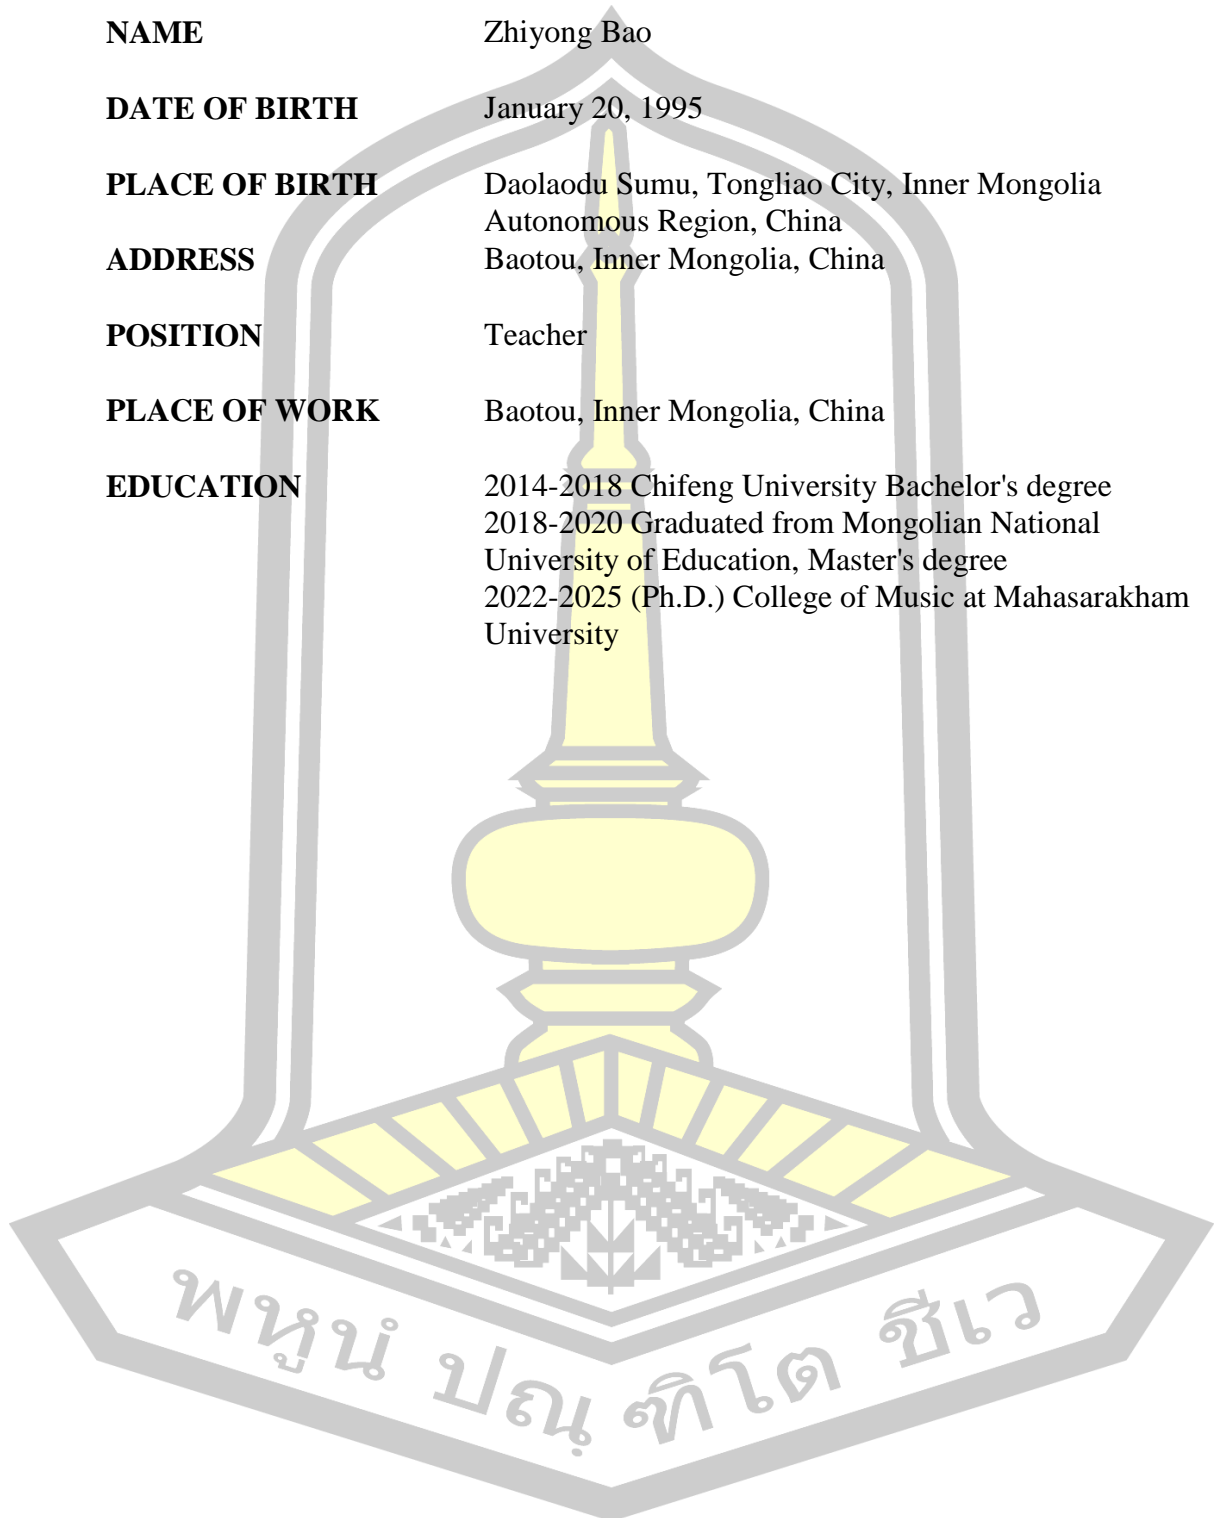 NAME Zhiyong Bao
DATE OF BIRTH January 20, 1995
PLACE OF BIRTH Daolaodu Sumu, Tongliao City, Inner Mongolia
Autonomous Region, China
ADDRESS Baotou, Inner Mongolia, China
POSITION Teacher
PLACE OF WORK Baotou, Inner Mongolia, China
EDUCATION 2014-2018 Chifeng University Bachelor's degree
2018-2020 Graduated from Mongolian National
University of Education, Master's degree
2022-2025 (Ph.D.) College of Music at Mahasarakham
University
พหูนํ ปณฺ ฑิโต ชีเว